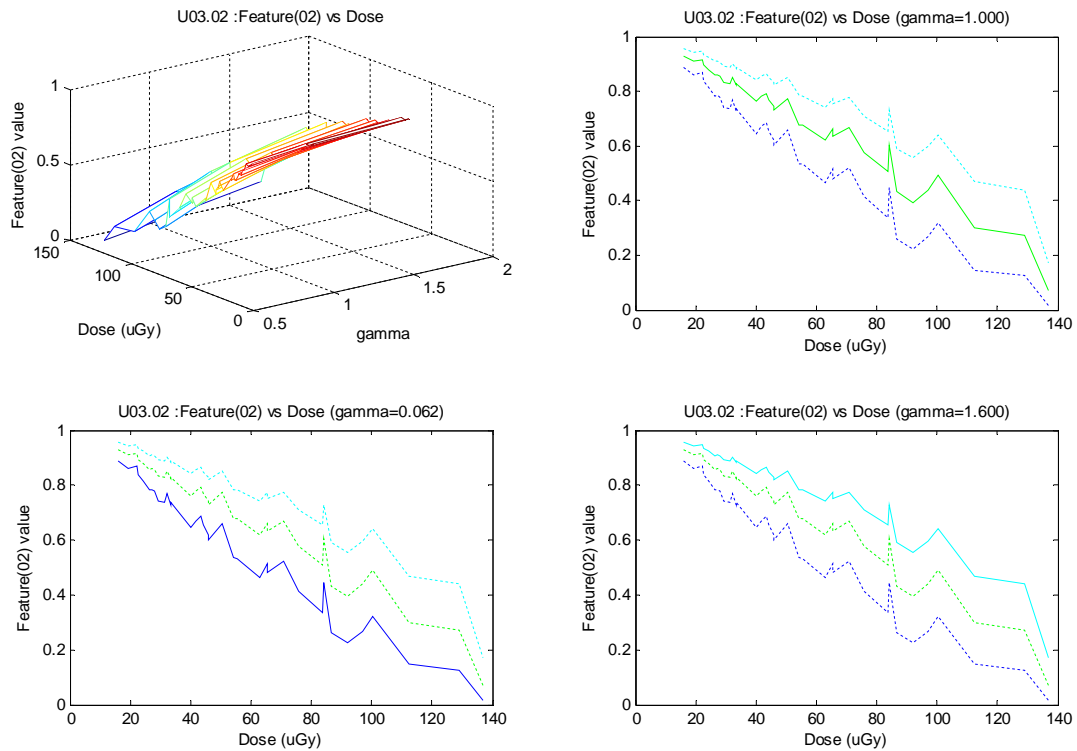 U03.02 :Feature(02) vs Dose
1
0.5
0
150
100
50
0
0.5
1
1.5
2
Feature(02) value
Dose (uGy)
gamma
U03.02 :Feature(02) vs Dose (gamma=1.000)
1
0.8
0.6
0.4
0.2
0
0 20 40 60 80 100 120 140
Feature(02) value
Dose (uGy)
U03.02 :Feature(02) vs Dose (gamma=0.062)
1
0.8
0.6
0.4
0.2
0
0 20 40 60 80 100 120 140
Feature(02) value
Dose (uGy)
U03.02 :Feature(02) vs Dose (gamma=1.600)
1
0.8
0.6
0.4
0.2
0
0 20 40 60 80 100 120 140
Feature(02) value
Dose (uGy)